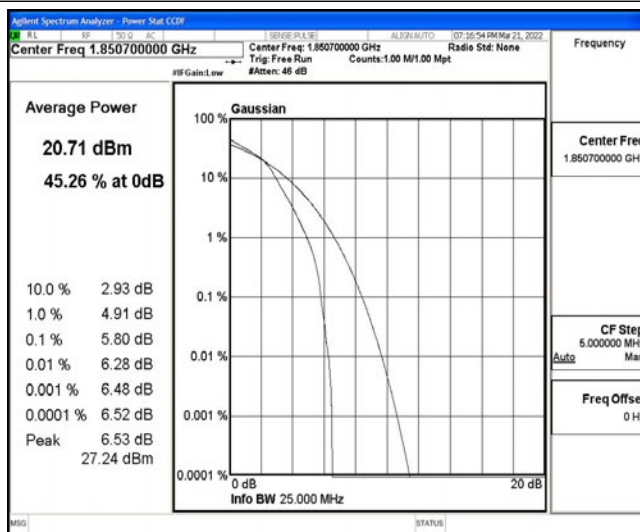 Agilent Spectrum Analyzer - Power Stat CCDF
RL RF 50 Ω AC SENSE:PULSE ALIGN AUTO 07:16:54 PM Mar 21, 2022
Center Freq 1.850700000 GHz
Center Freq: 1.850700000 GHz Radio Std: None
Trig: Free Run Counts:1.00 M/1.00 Mpt
#IFGain:Low #Atten: 46 dB
Frequency
Average Power
20.71 dBm
45.26 % at 0dB
10.0 % 2.93 dB
1.0 % 4.91 dB
0.1 % 5.80 dB
0.01 % 6.28 dB
0.001 % 6.48 dB
0.0001 % 6.52 dB
Peak 6.53 dB
27.24 dBm
Gaussian
100 %
10 %
1 %
0.1 %
0.01 %
0.001 %
0.0001 %
0 dB 20 dB
Info BW 25.000 MHz
Center Fre
1.850700000 GH
CF Step
5.000000 MH
Auto Ma
Freq Offse
0 H
MSG STATUS